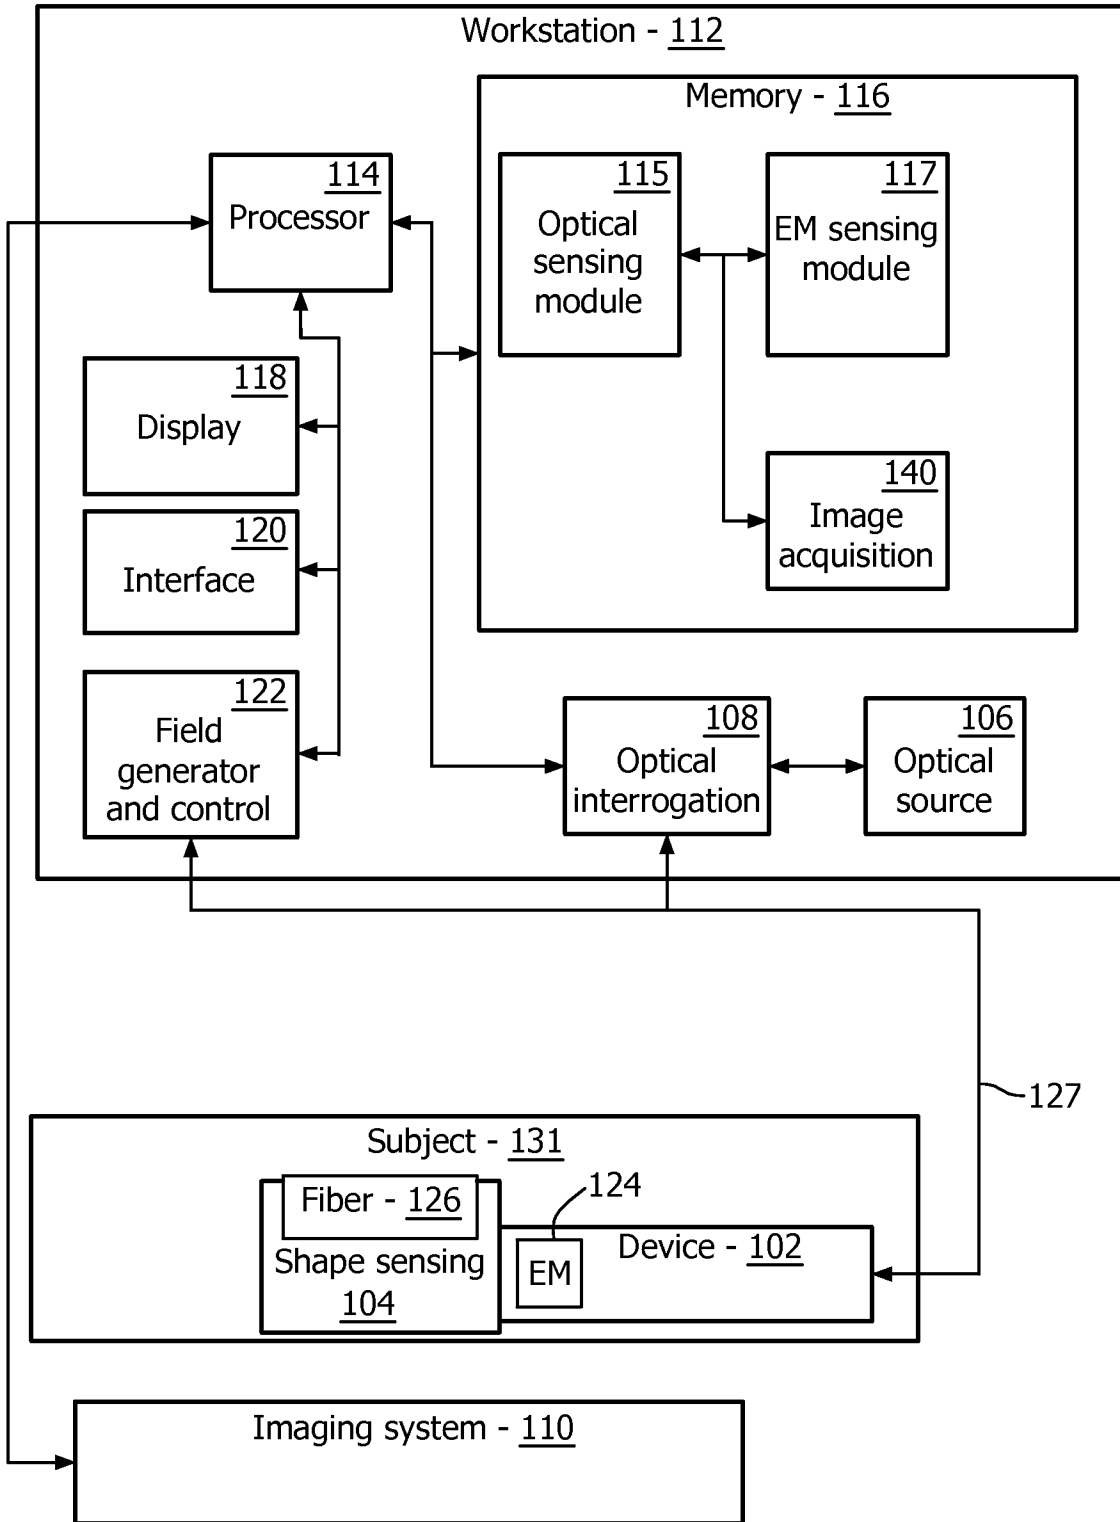 Workstation - 112
Memory - 116
114
Processor
115
Optical
sensing
module
117
EM sensing
module
118
Display
140
Image
acquisition
120
Interface
122
Field
generator
and control
108
Optical
interrogation
106
Optical
source
127
Subject - 131
124
Fiber - 126
Shape sensing
104
EM
Device - 102
Imaging system - 110